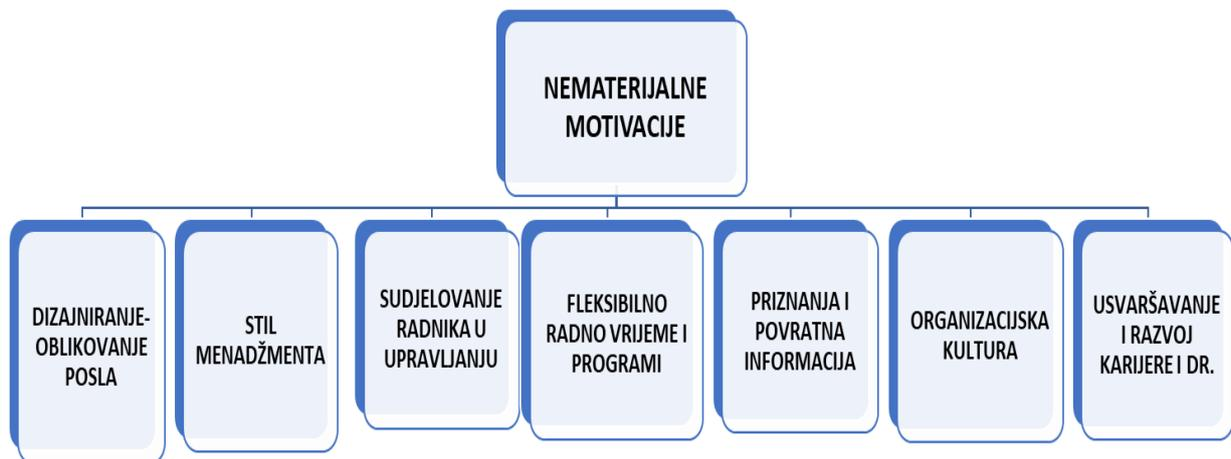 NEMATERIJALNE
MOTIVACIJE
DIZAJNIRANJE-
OBLIKOVANJE
POSLA
STIL
MENADŽMENTA
SUDJELOVANJE
RADNIKA U
UPRAVLJANJU
FLEKSIBILNO
RADNO VRIJEME I
PROGRAMI
PRIZNANJA I
POVRATNA
INFORMACIJA
ORGANIZACIJSKA
KULTURA
USVARŠAVANJE
I RAZVOJ
KARIJERE I DR.